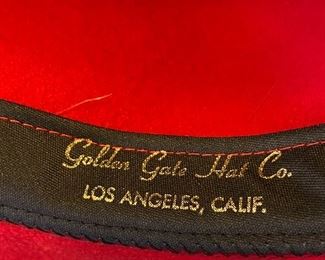 Golden Gate Hat Co.
LOS ANGELES, CALIF.